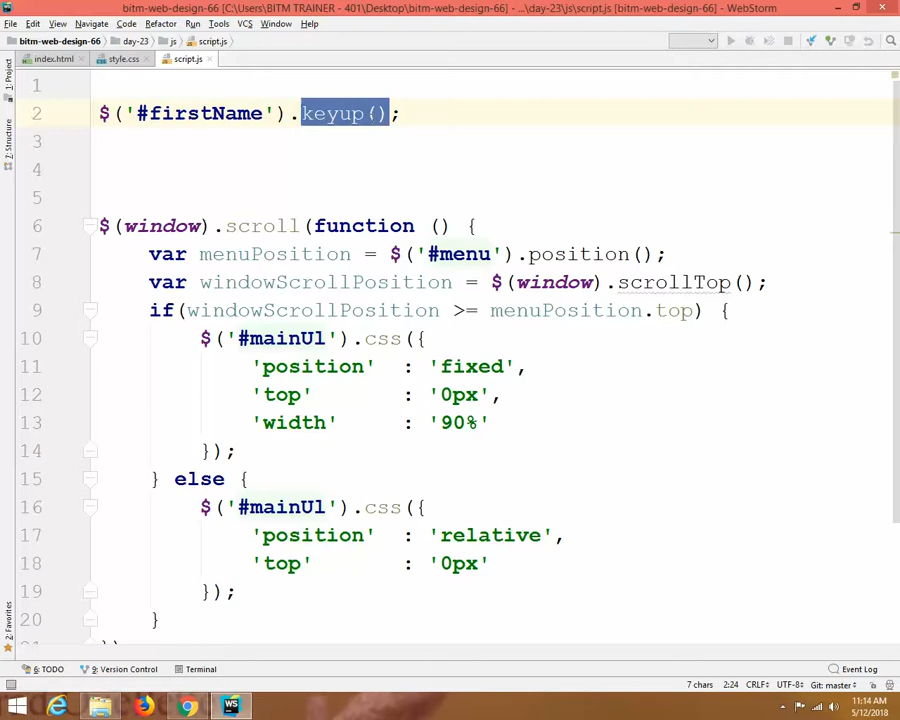 bitm-web-design-66 [C:\Users\BITM TRAINER - 401\Desktop\bitm-web-design-66] - ...\day-23\js\script.js [bitm-web-design-66] - WebStorm
File Edit View Navigate Code Refactor Run Tools VCS Window Help
bitm-web-design-66 day-23 js script.js
index.html style.css script.js
1: Project
7: Structure
2: Favorites
1
2 $('#firstName').keyup();
3
4
5
6 $(window).scroll(function () {
7 var menuPosition = $('#menu').position();
8 var windowScrollPosition = $(window).scrollTop();
9 if(windowScrollPosition >= menuPosition.top) {
10 $('#mainUl').css({
11 'position' : 'fixed',
12 'top' : '0px',
13 'width' : '90%'
14 });
15 } else {
16 $('#mainUl').css({
17 'position' : 'relative',
18 'top' : '0px'
19 });
20 }
6: TODO 9: Version Control Terminal Event Log
7 chars 2:24 CRLF÷ UTF-8÷ Git: master÷
11:14 AM
5/12/2018